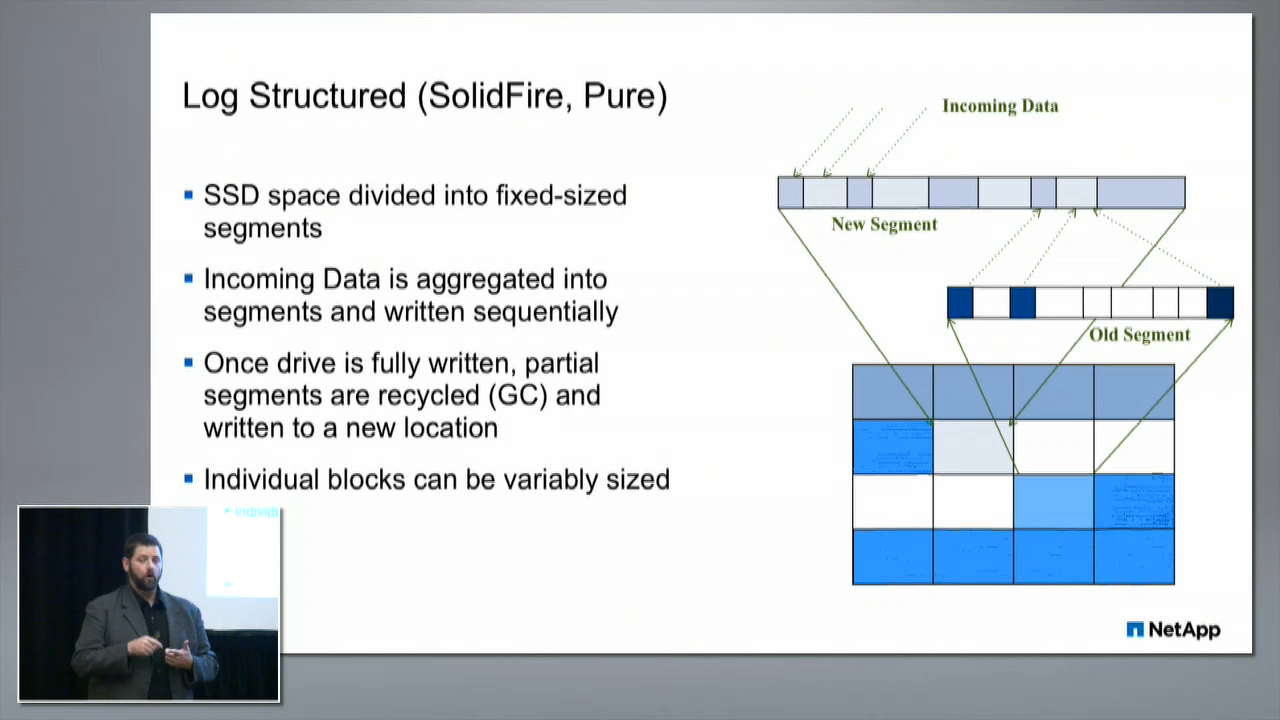 Log Structured (SolidFire, Pure)
SSD space divided into fixed-sized
segments
Incoming Data is aggregated into
segments and written sequentially
Once drive is fully written, partial
segments are recycled (GC) and
written to a new location
Individual blocks can be variably sized
Incoming Data
New Segment
Old Segment
NetApp
Individ